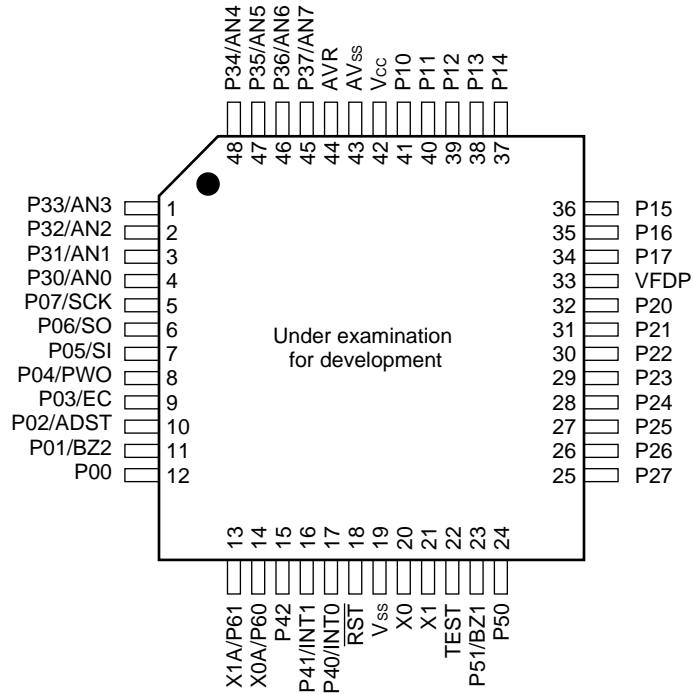 P34/AN4
P35/AN5
P36/AN6
P37/AN7
AVR
AVss
Vcc
P10
P11
P12
P13
P14
48
47
46
45
44
43
42
41
40
39
38
37
P33/AN3 1
P32/AN2 2
P31/AN1 3
P30/AN0 4
P07/SCK 5
P06/SO 6
P05/SI 7
P04/PWO 8
P03/EC 9
P02/ADST 10
P01/BZ2 11
P00 12
Under examination
for development
36 P15
35 P16
34 P17
33 VFDP
32 P20
31 P21
30 P22
29 P23
28 P24
27 P25
26 P26
25 P27
13
14
15
16
17
18
19
20
21
22
23
24
X1A/P61
X0A/P60
P42
P41/INT1
P40/INT0
RST
Vss
X0
X1
TEST
P51/BZ1
P50